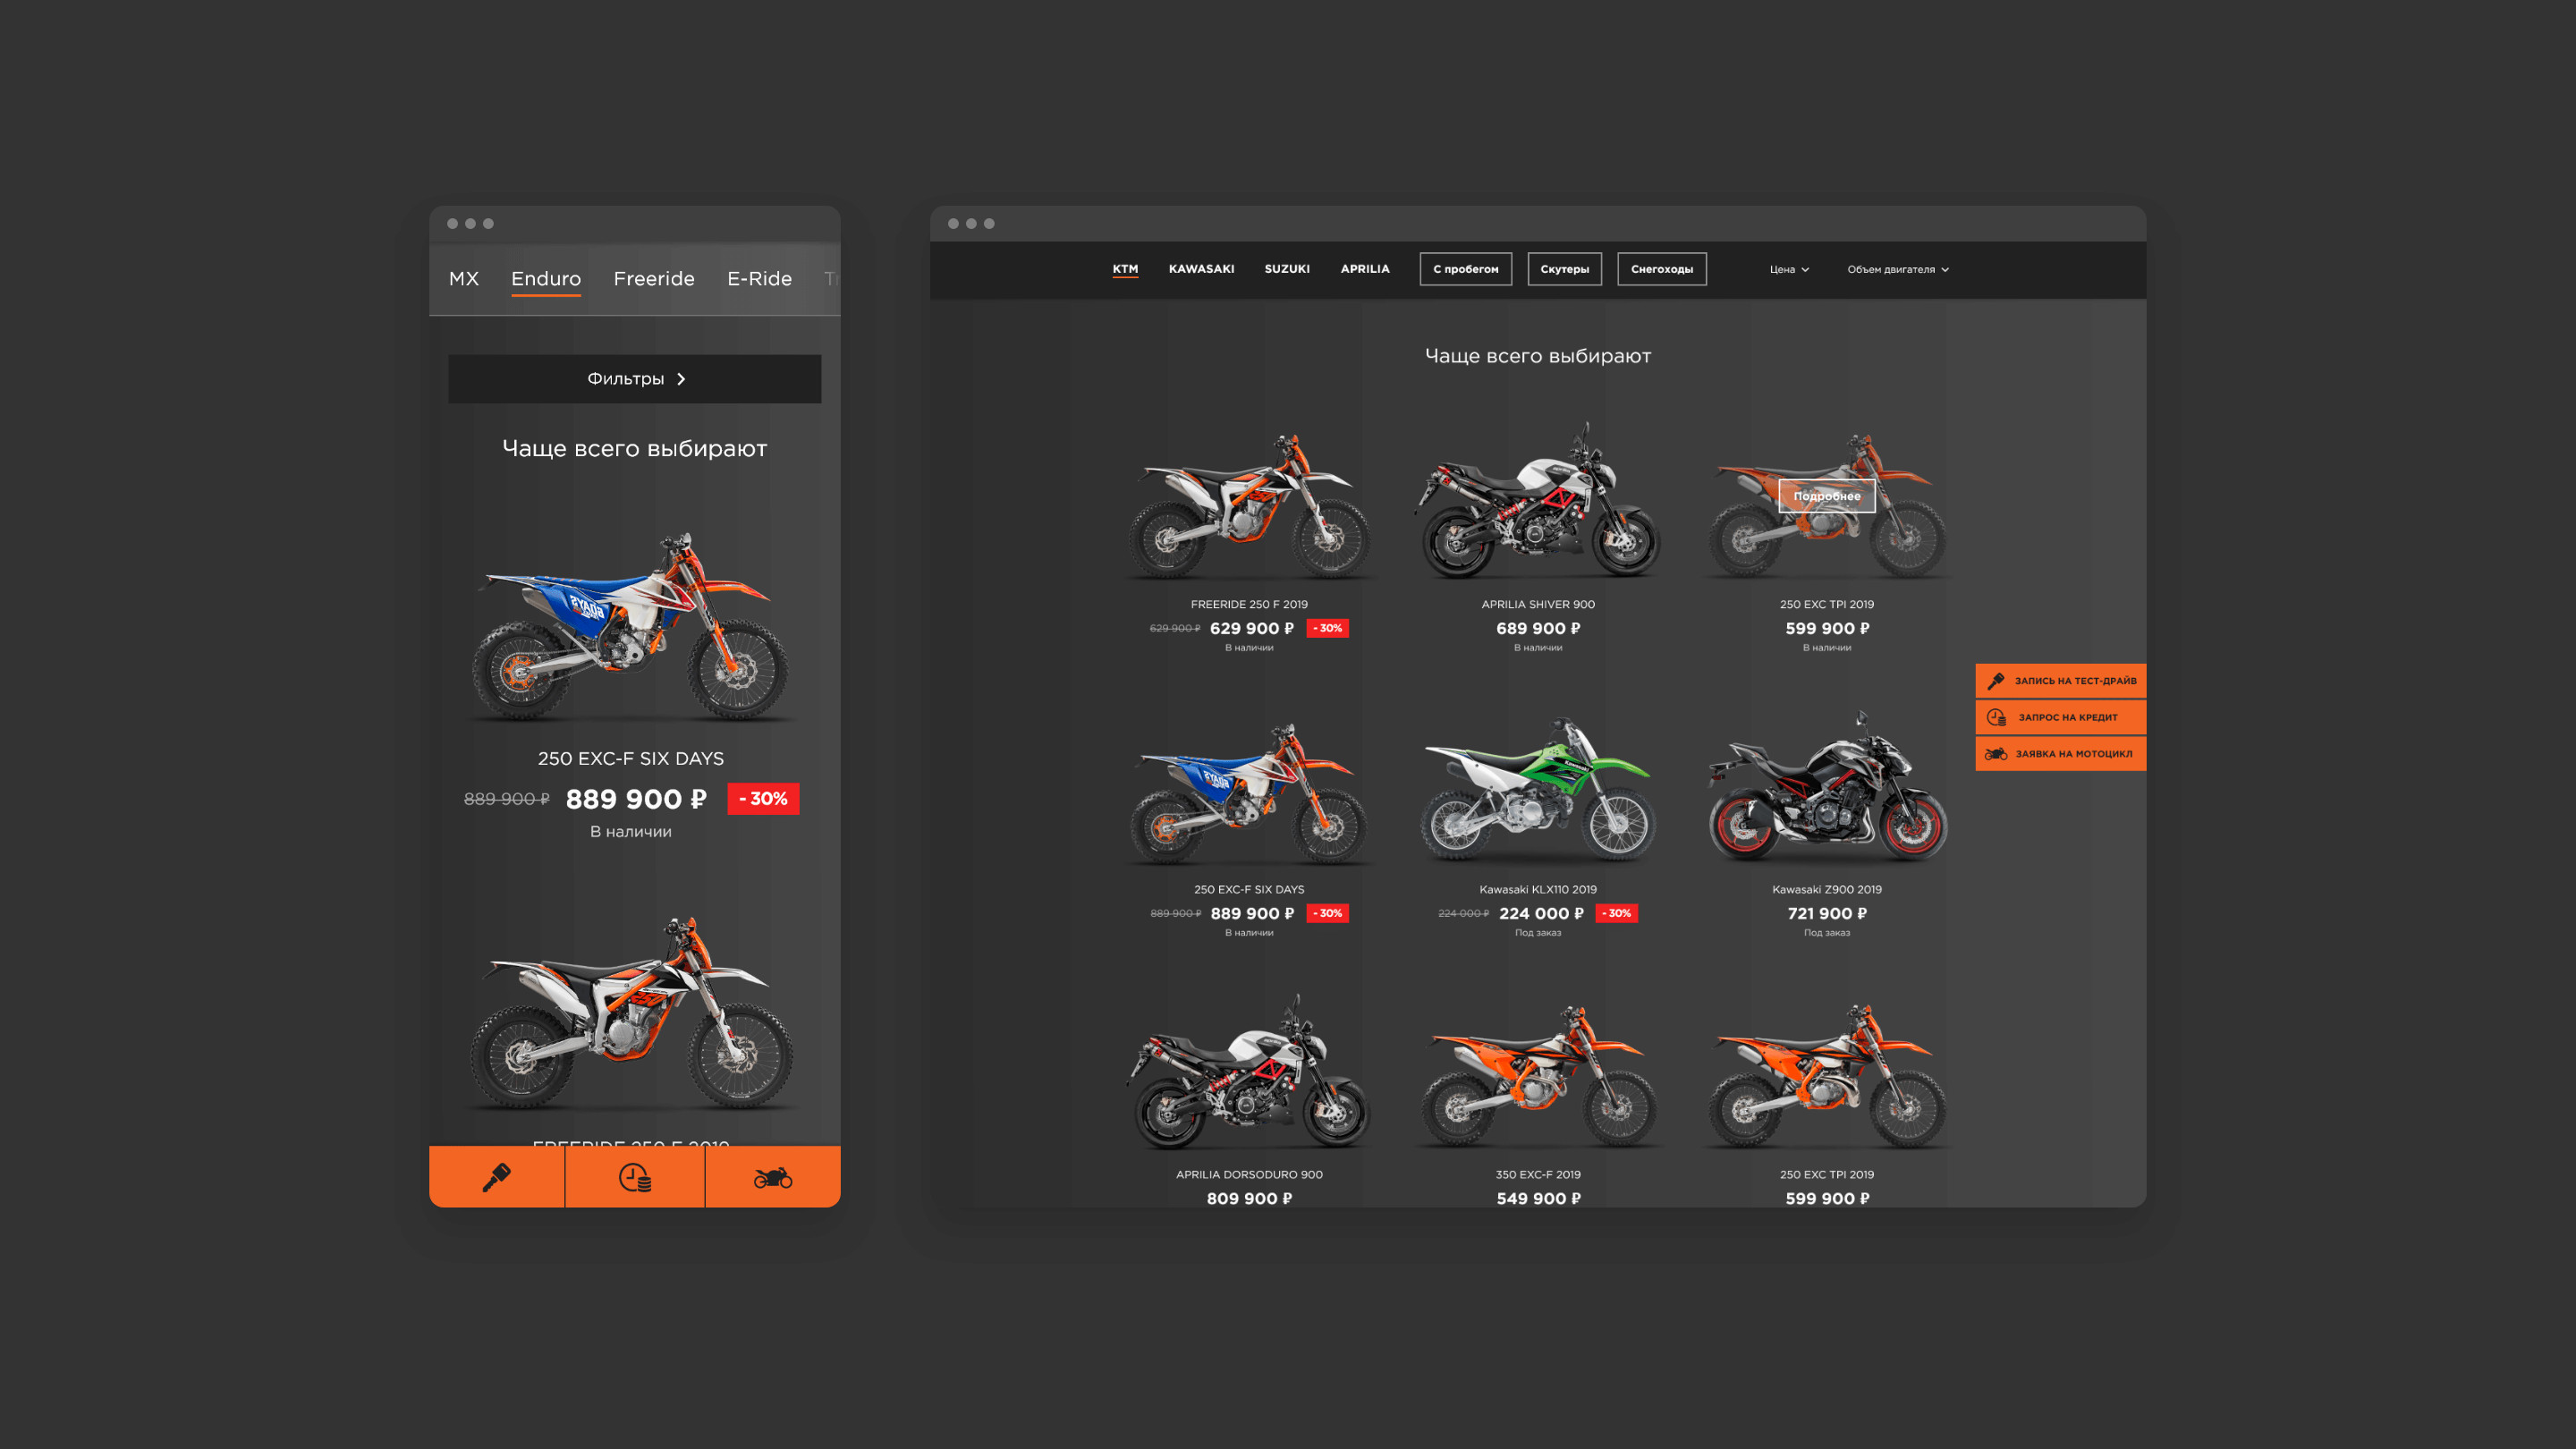 MX Enduro Freeride E-Ride
Фильтры
Чаще всего выбирают
250 EXC-F SIX DAYS
889 900 ₽ 889 900 ₽ - 30%
В наличии
FREERIDE 250 F 2019
KTM KAWASAKI SUZUKI APRILIA С пробегом Скутеры Снегоходы Цена Объем двигателя
Чаще всего выбирают
Подробнее
FREERIDE 250 F 2019
629 900 ₽ 629 900 ₽ - 30%
В наличии
APRILIA SHIVER 900
689 900 ₽
В наличии
250 EXC TPI 2019
599 900 ₽
В наличии
ЗАПИСЬ НА ТЕСТ-ДРАЙВ
ЗАПРОС НА КРЕДИТ
ЗАЯВКА НА МОТОЦИКЛ
250 EXC-F SIX DAYS
889 900 ₽ 889 900 ₽ - 30%
В наличии
Kawasaki KLX110 2019
224 000 ₽ 224 000 ₽ - 30%
Под заказ
Kawasaki Z900 2019
721 900 ₽
Под заказ
APRILIA DORSODURO 900
809 900 ₽
350 EXC-F 2019
549 900 ₽
250 EXC TPI 2019
599 900 ₽